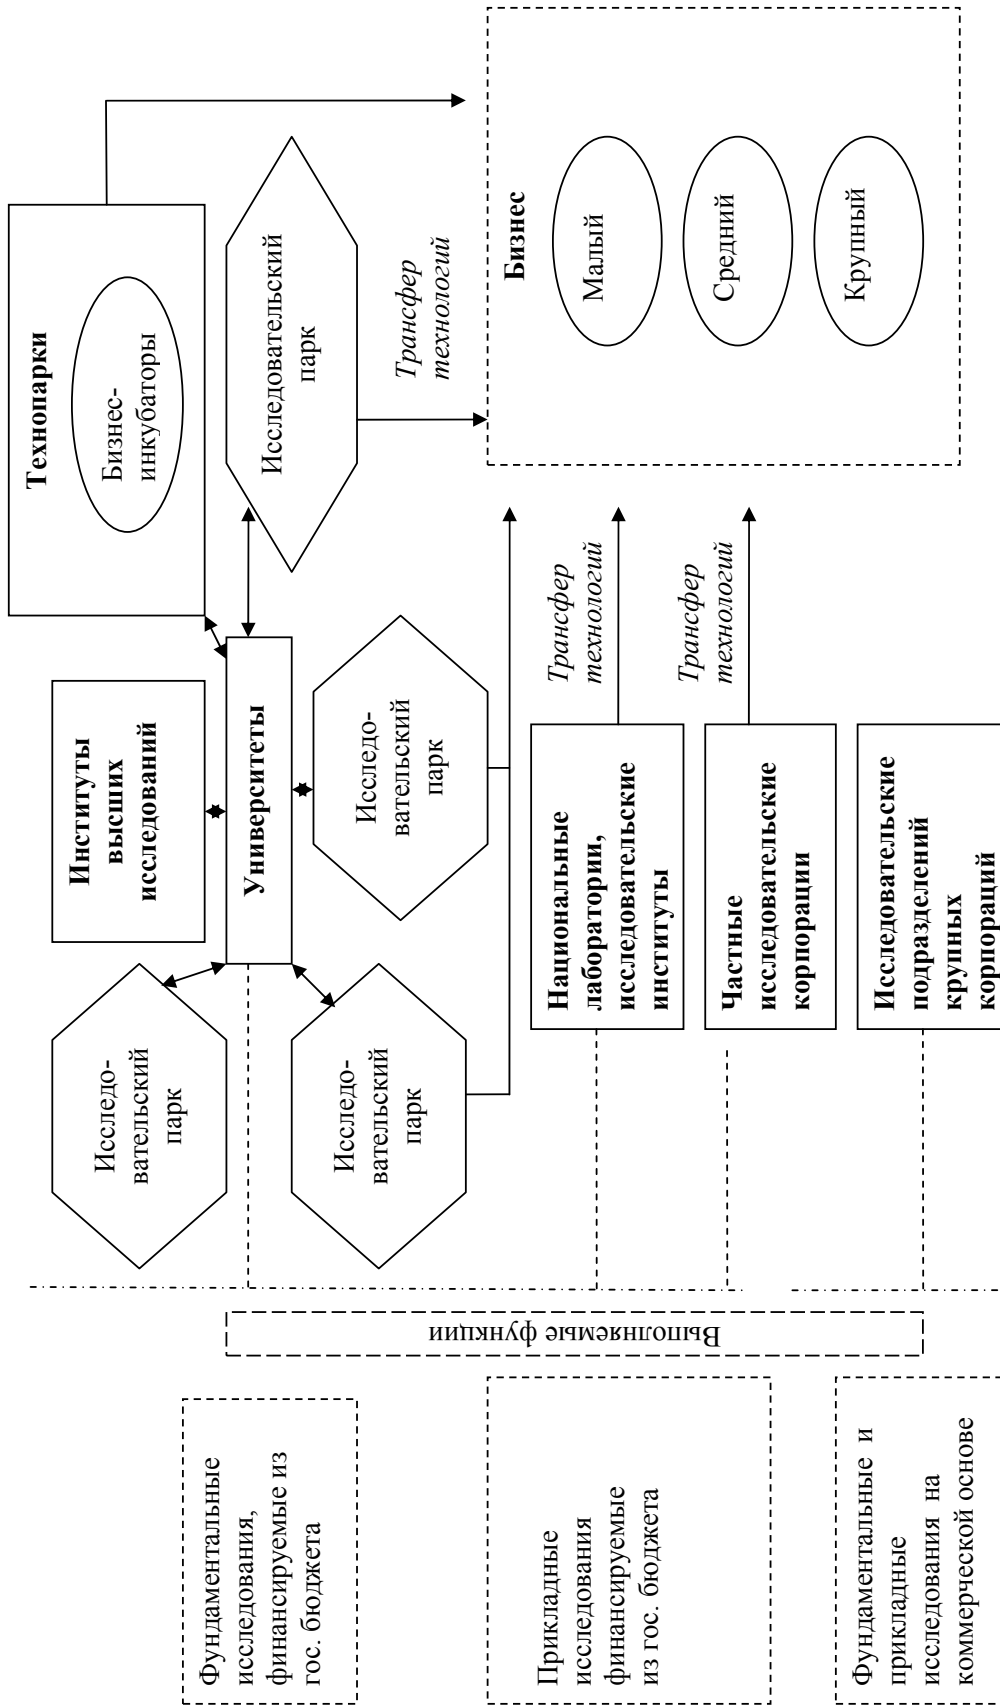 Фундаментальные
исследования,
финансируемые из
гос. бюджета
Прикладные
исследования
финансируемые
из гос. бюджета
Фундаментальные и
прикладные
исследования на
коммерческой основе
Выполняемые функции
Исследо-
вательский
парк
Исследо-
вательский
парк
Институты
высших
исследований
Университеты
Исследо-
вательский
парк
Национальные
лаборатории,
исследовательские
институты
Частные
исследовательские
корпорации
Исследовательские
подразделений
крупных
корпораций
Технопарки
Бизнес-
инкубаторы
Исследовательский
парк
Трансфер
технологий
Трансфер
технологий
Трансфер
технологий
Бизнес
Малый
Средний
Крупный